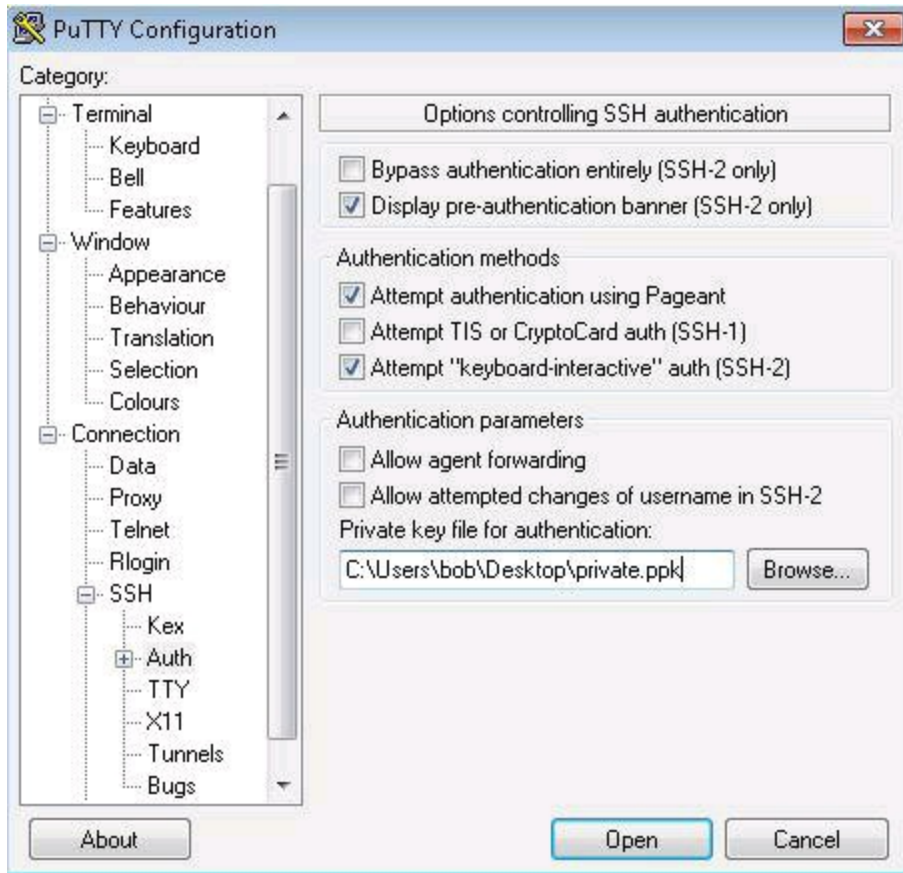 PuTTY Configuration
Category:
Terminal
Keyboard
Bell
Features
Window
Appearance
Behaviour
Translation
Selection
Colours
Connection
Data
Proxy
Telnet
Rlogin
SSH
Kex
Auth
TTY
X11
Tunnels
Bugs
Options controlling SSH authentication
Bypass authentication entirely (SSH-2 only)
Display pre-authentication banner (SSH-2 only)
Authentication methods
Attempt authentication using Pageant
Attempt TIS or CryptoCard auth (SSH-1)
Attempt "keyboard-interactive" auth (SSH-2)
Authentication parameters
Allow agent forwarding
Allow attempted changes of username in SSH-2
Private key file for authentication:
C:\Users\bob\Desktop\private.ppk
Browse...
About
Open
Cancel